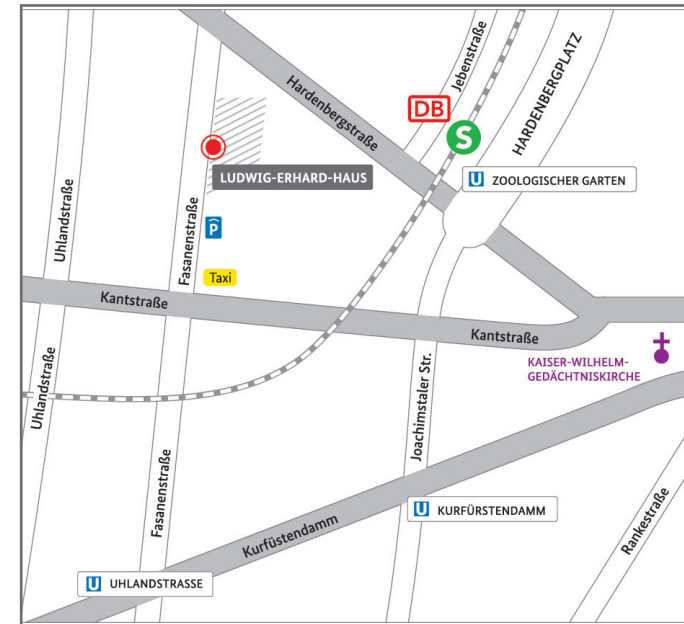 Jebenstraße
HARDENBERGPLATZ
Hardenbergstraße
DB
S
U ZOOLOGISCHER GARTEN
LUDWIG-ERHARD-HAUS
Uhlandstraße
Fasanenstraße
P
Taxi
Kantstraße
Kantstraße
KAISER-WILHELM-
GEDÄCHTNISKIRCHE
Uhlandstraße
Joachimstaler Str.
Fasanenstraße
Kurfüstendamm
U KURFÜRSTENDAMM
Rankestraße
U UHLANDSTRASSE